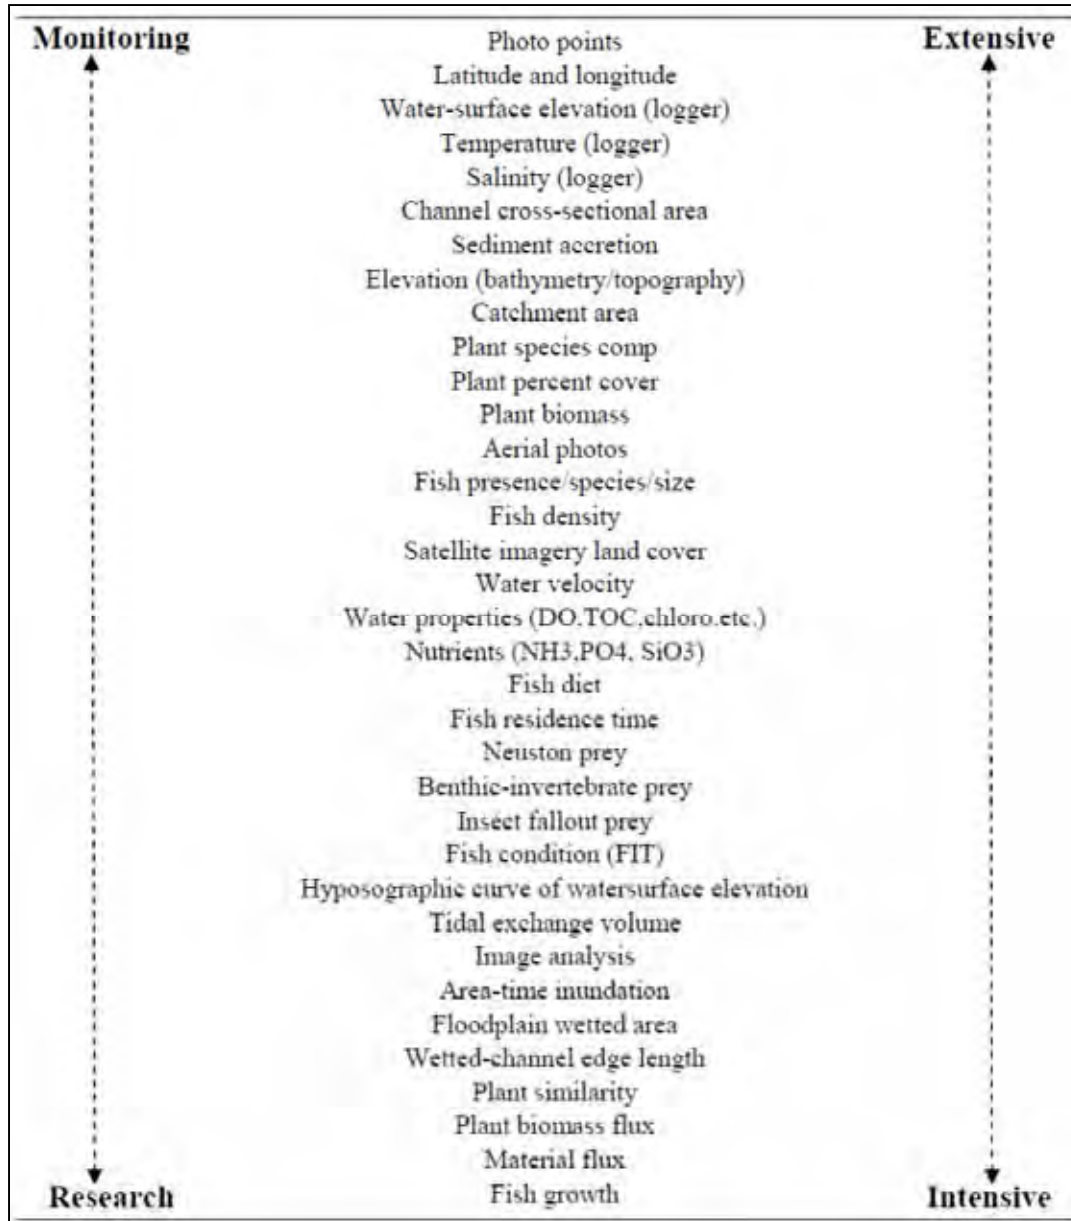 Monitoring Photo points Extensive
Latitude and longitude
Water-surface elevation (logger)
Temperature (logger)
Salinity (logger)
Channel cross-sectional area
Sediment accretion
Elevation (bathymetry/topography)
Catchment area
Plant species comp
Plant percent cover
Plant biomass
Aerial photos
Fish presence/species/size
Fish density
Satellite imagery land cover
Water velocity
Water properties (DO.TOC.chloro.etc.)
Nutrients (NH3.PO4, SiO3)
Fish diet
Fish residence time
Neuston prey
Benthic-invertebrate prey
Insect fallout prey
Fish condition (FIT)
Hyposographic curve of watersurface elevation
Tidal exchange volume
Image analysis
Area-time inundation
Floodplain wetted area
Wetted-channel edge length
Plant similarity
Plant biomass flux
Material flux
Research Fish growth Intensive